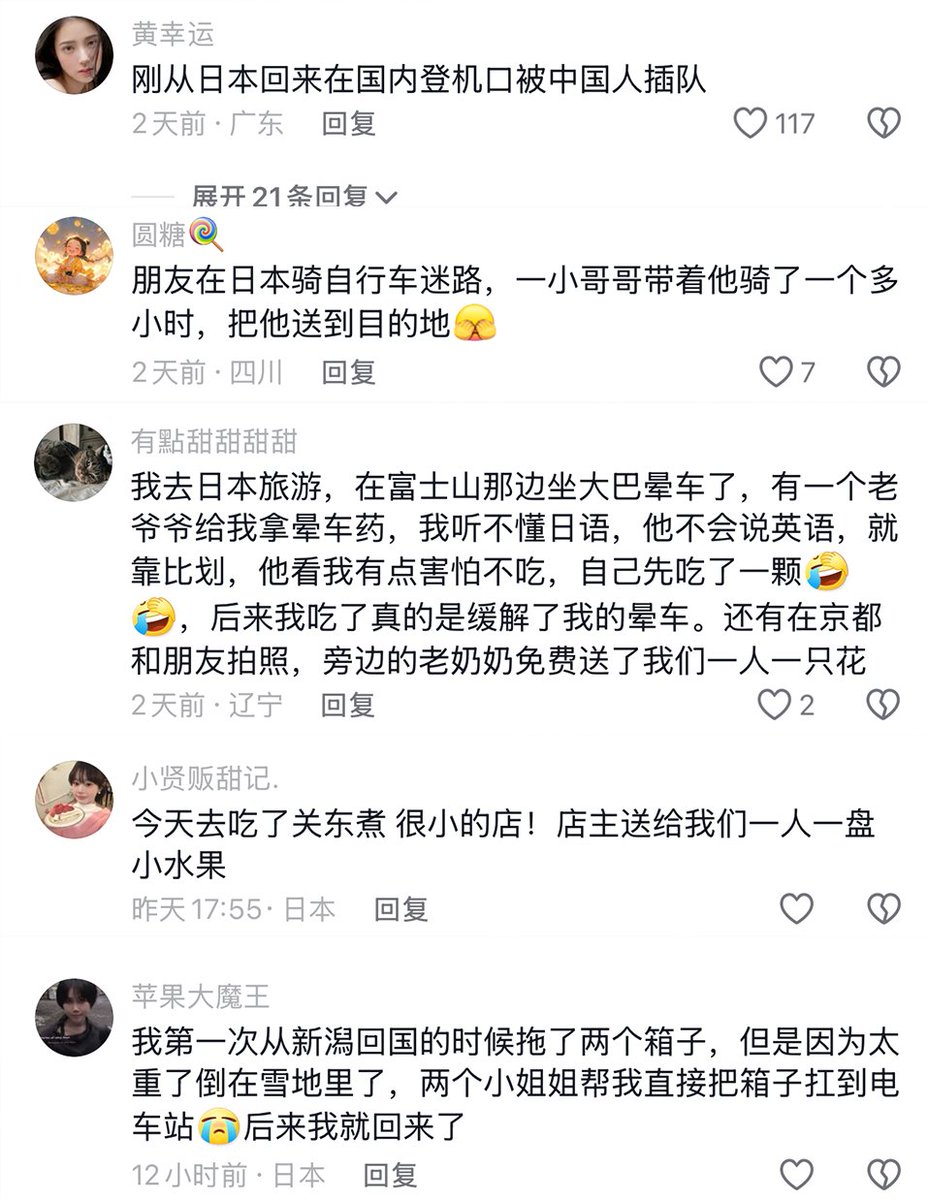 黄幸运
刚从日本回来在国内登机口被中国人插队
2天前 · 广东 回复 117
展开21条回复
圆糖🍭
朋友在日本骑自行车迷路，一小哥哥带着他骑了一个多
小时，把他送到目的地🫣
2天前 · 四川 回复 7
有點甜甜甜甜
我去日本旅游，在富士山那边坐大巴晕车了，有一个老
爷爷给我拿晕车药，我听不懂日语，他不会说英语，就
靠比划，他看我有点害怕不吃，自己先吃了一颗🤣
🤣，后来我吃了真的是缓解了我的晕车。还有在京都
和朋友拍照，旁边的老奶奶免费送了我们一人一只花
2天前 · 辽宁 回复 2
小贤贩甜记.
今天去吃了关东煮 很小的店！店主送给我们一人一盘
小水果
昨天17:55 · 日本 回复
苹果大魔王
我第一次从新潟回国的时候拖了两个箱子，但是因为太
重了倒在雪地里了，两个小姐姐帮我直接把箱子扛到电
车站😭后来我就回来了
12小时前 · 日本 回复